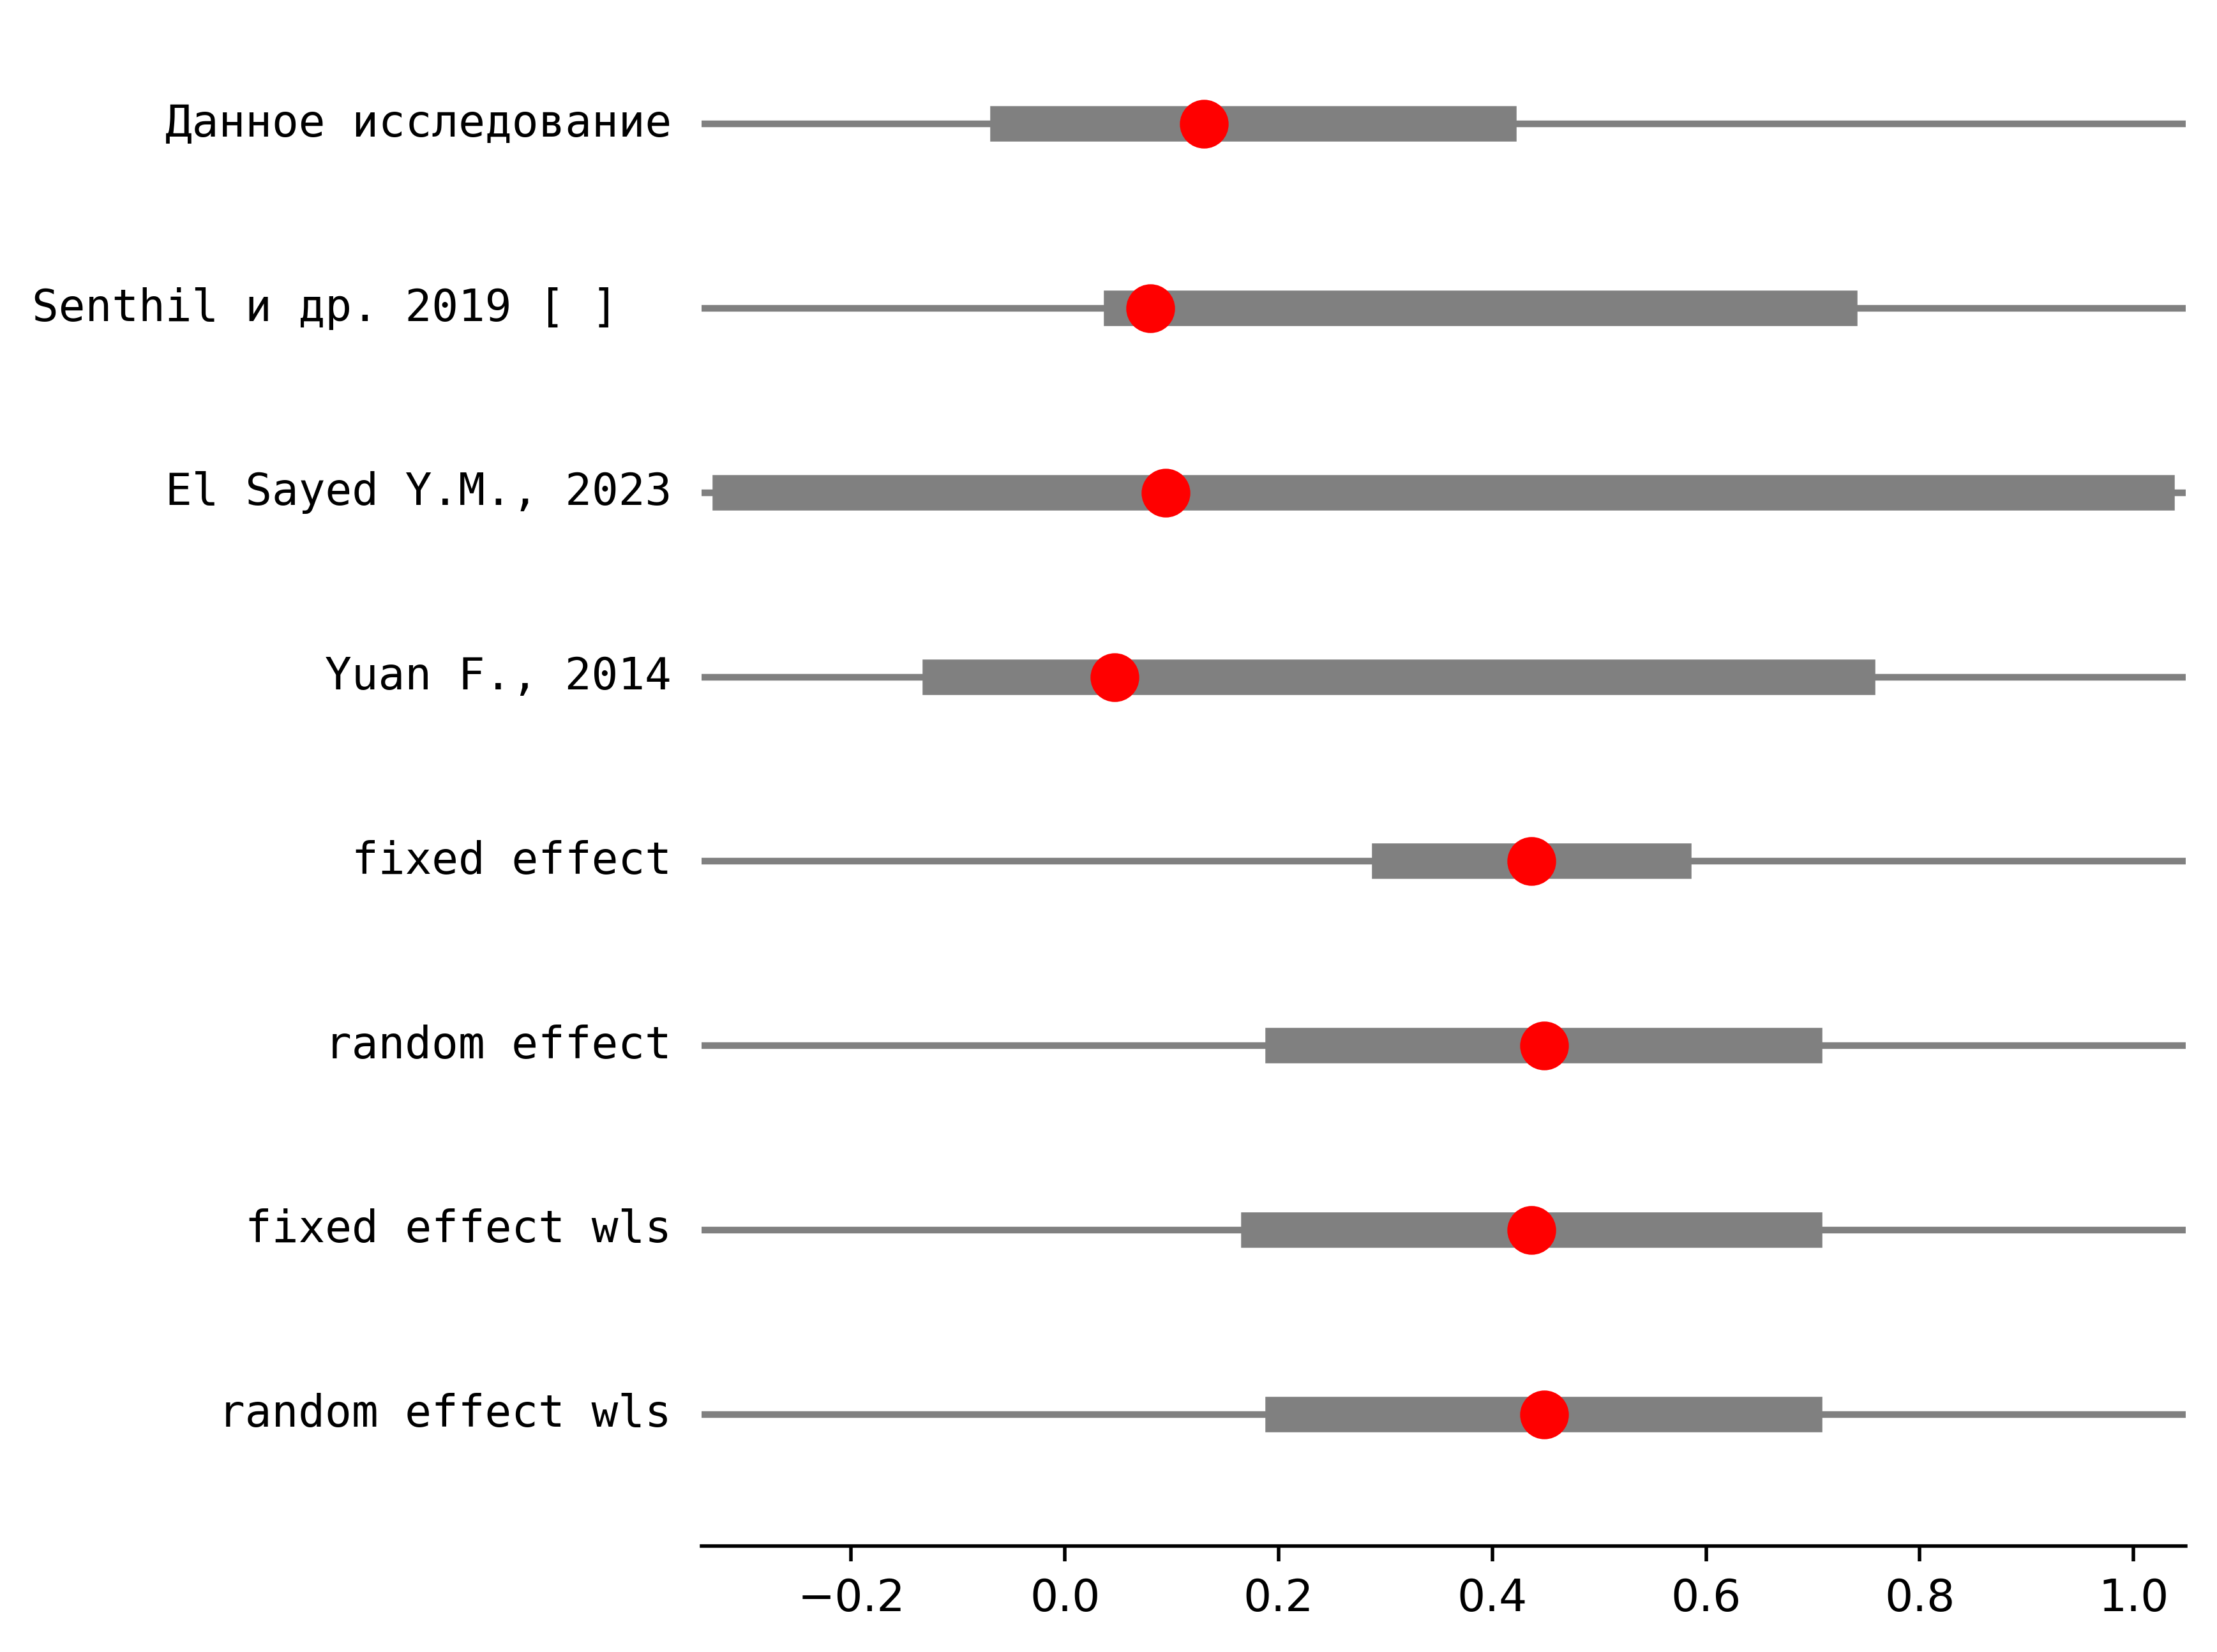 Данное исследование
Senthil и др. 2019 [ ]
El Sayed Y.M., 2023
Yuan F., 2014
fixed effect
random effect
fixed effect wls
random effect wls
−0.2 0.0 0.2 0.4 0.6 0.8 1.0